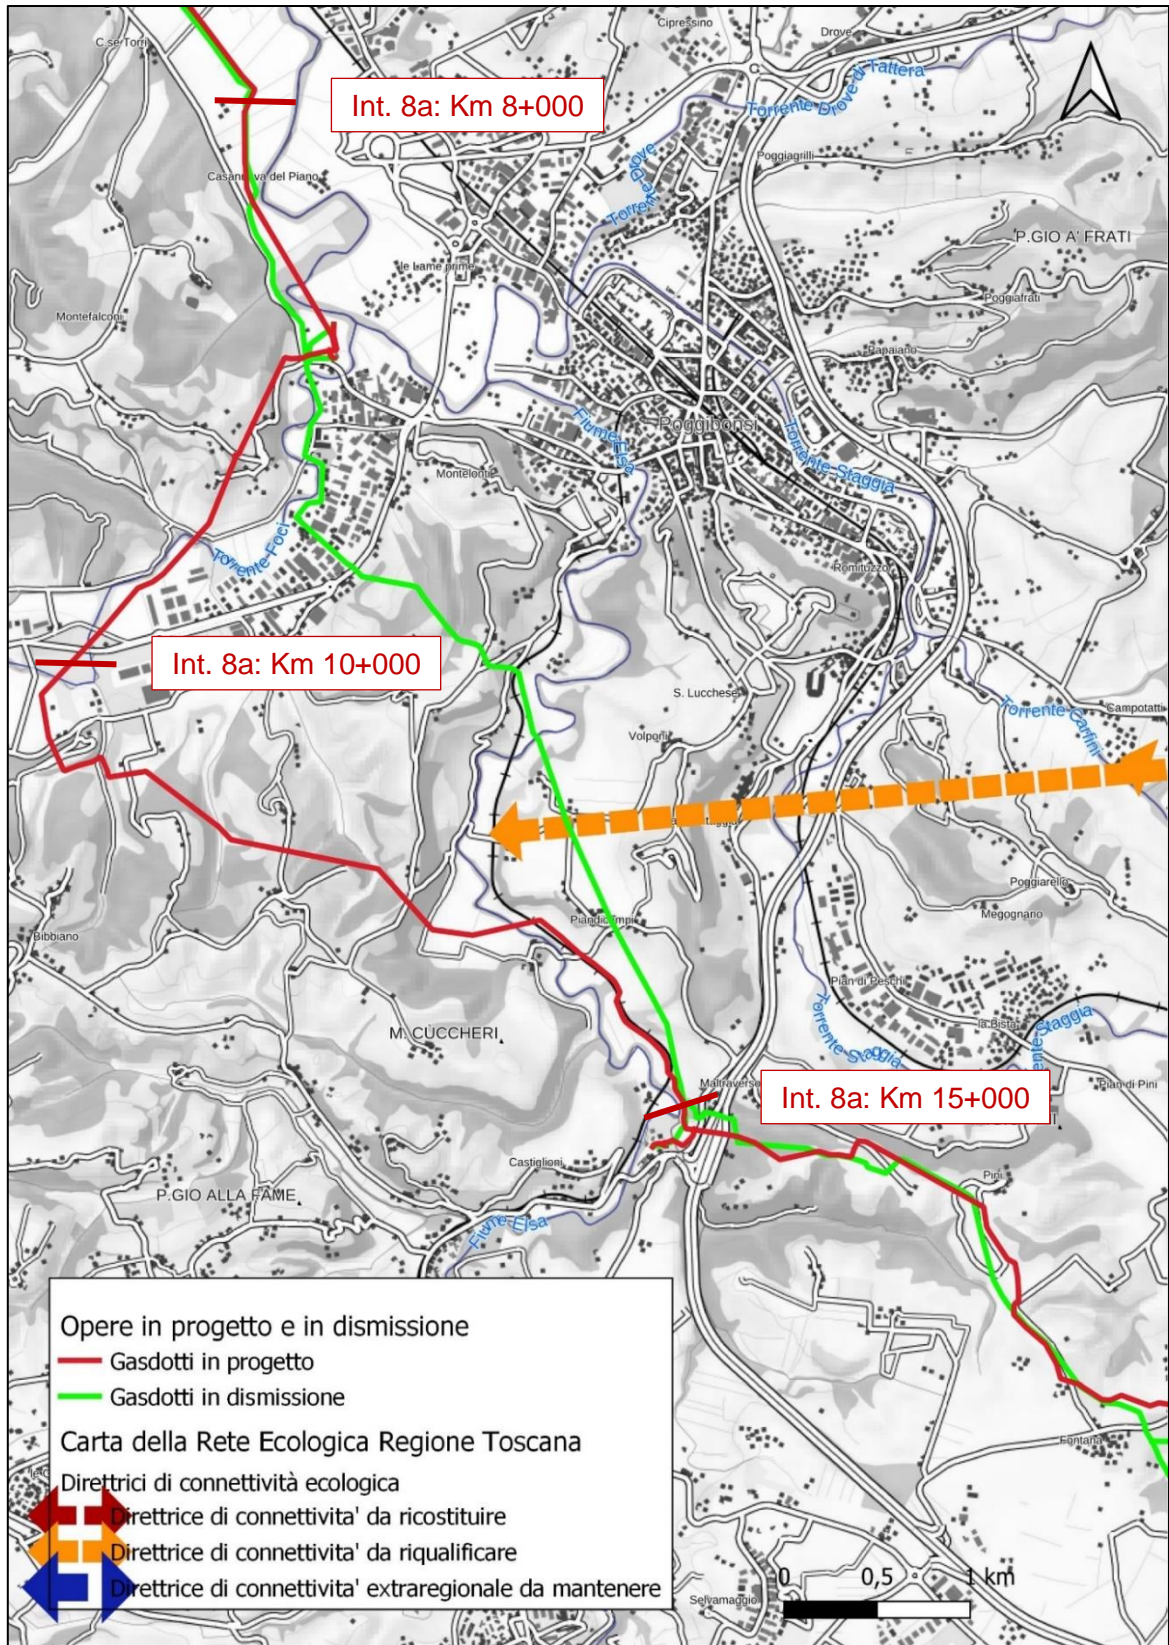 Cipressino
Drove
C.se Torri
Torrente Drove di Tattera
Int. 8a: Km 8+000
Poggiagrilli
Torrente Drove
Casanuova del Piano
P.GIO A' FRATI
le Lame prime
Poggiafrati
Montefalconi
Papaiano
Poggibonsi
Fiume Elsa
Torrente Staggia
Montelonti
Torrente Foci
Romituzzo
Int. 8a: Km 10+000
S. Lucchese
Torrente Carfini
Campotatti
Volponi
Poggiarello
Megognano
Bibbiano
Pian di Peschi
la Bista
Torrente Staggia
M. CUCCHERI
Maltraverso
Pian di Pini
Int. 8a: Km 15+000
Castiglioni
Pini
P.GIO ALLA FAME
Fiume Elsa
Opere in progetto e in dismissione
Gasdotti in progetto
Gasdotti in dismissione
Carta della Rete Ecologica Regione Toscana
Fontana
Direttrici di connettività ecologica
Direttrice di connettivita' da ricostituire
Direttrice di connettivita' da riqualificare
Direttrice di connettivita' extraregionale da mantenere
0 0,5 1 km
Selvamaggio